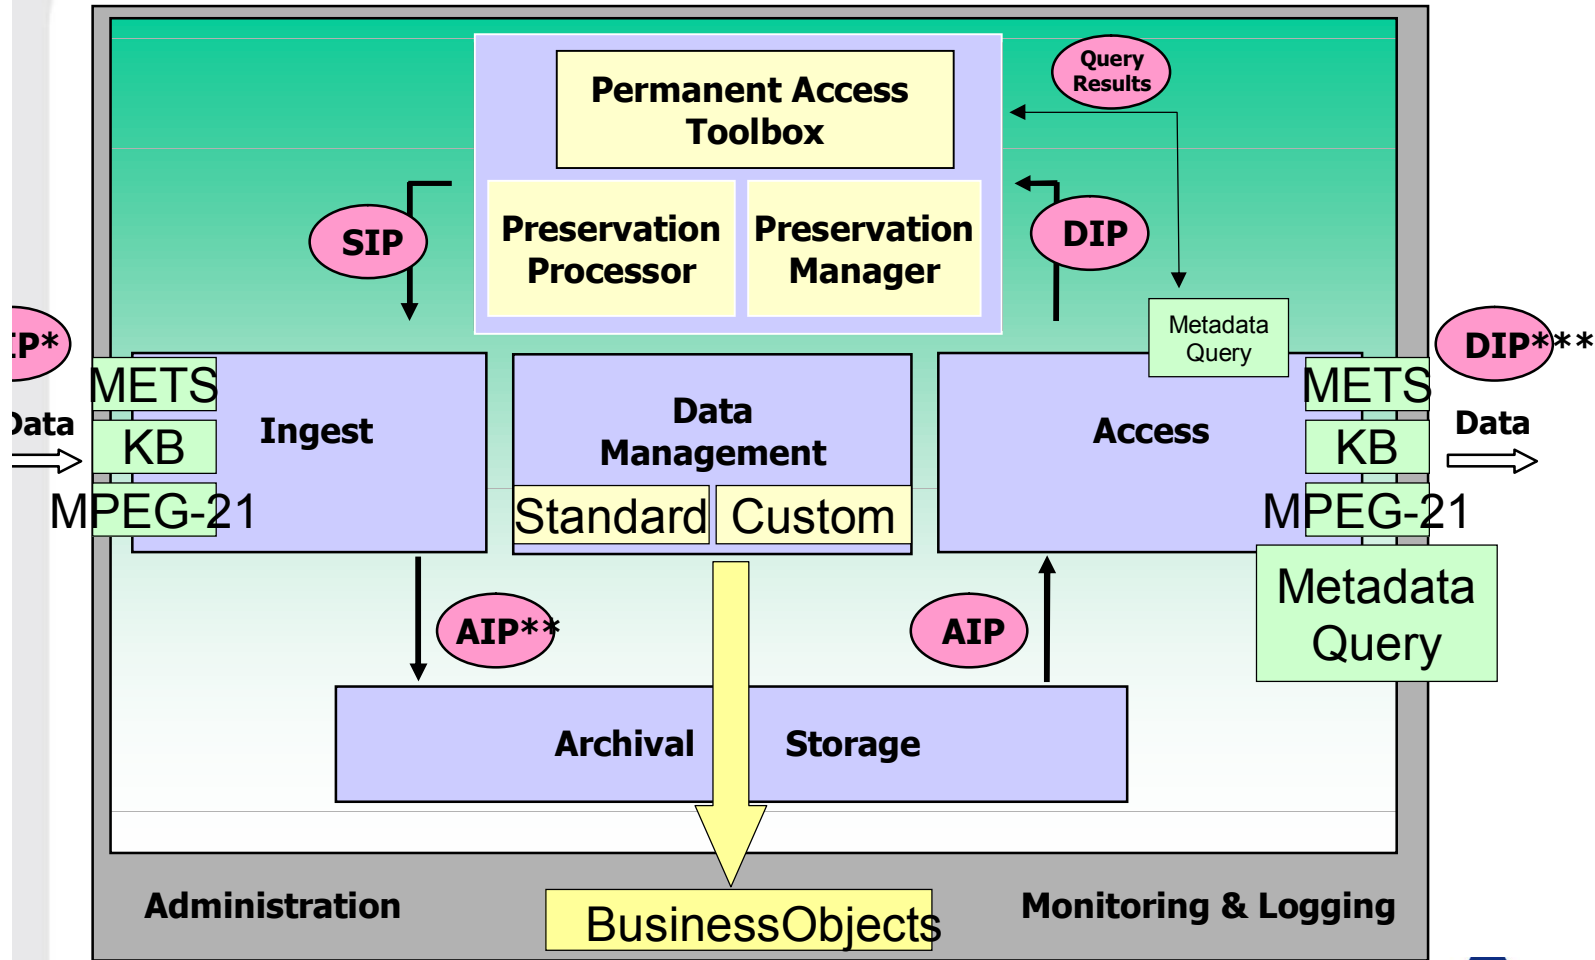 Query
Results
Permanent Access
Toolbox
SIP
Preservation
Processor
Preservation
Manager
DIP
Metadata
Query
IP*
Data
METS
KB
MPEG-21
Ingest
Data
Management
Standard
Custom
Access
METS
KB
MPEG-21
DIP***
Data
Metadata
Query
AIP**
AIP
Archival Storage
Administration
BusinessObjects
Monitoring & Logging